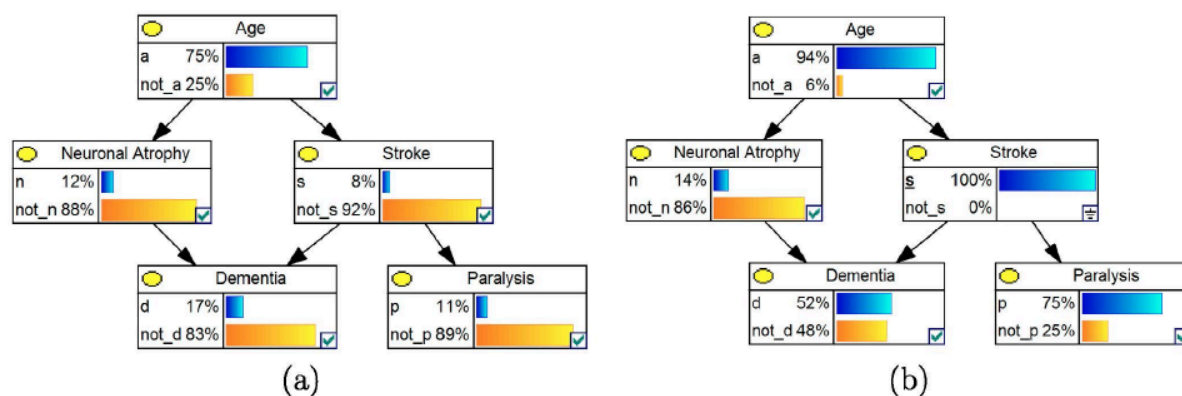 Age
a 75%
not_a 25%
Neuronal Atrophy
n 12%
not_n 88%
Stroke
s 8%
not_s 92%
Dementia
d 17%
not_d 83%
Paralysis
p 11%
not_p 89%
(a)
Age
a 94%
not_a 6%
Neuronal Atrophy
n 14%
not_n 86%
Stroke
s 100%
not_s 0%
Dementia
d 52%
not_d 48%
Paralysis
p 75%
not_p 25%
(b)